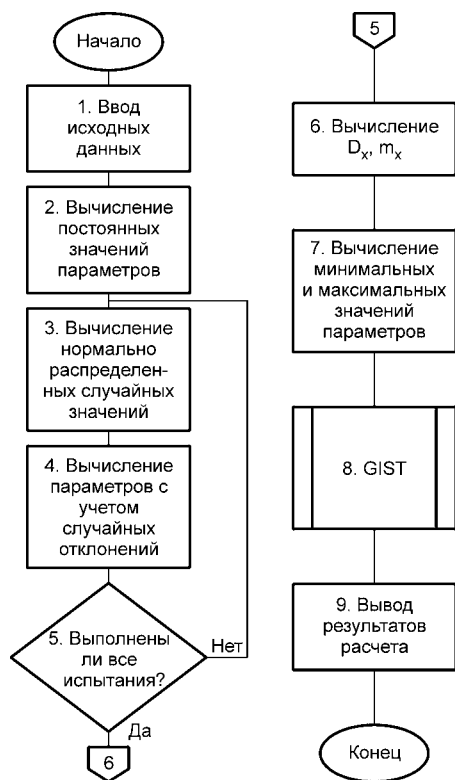 Начало
1. Ввод
исходных
данных
2. Вычисление
постоянных
значений
параметров
3. Вычисление
нормально
распределен-
ных случайных
значений
4. Вычисление
параметров с
учетом
случайных
отклонений
5. Выполнены
ли все
испытания?
Нет
Да
6
5
6. Вычисление
Dₓ, mₓ
7. Вычисление
минимальных
и максимальных
значений
параметров
8. GIST
9. Вывод
результатов
расчета
Конец